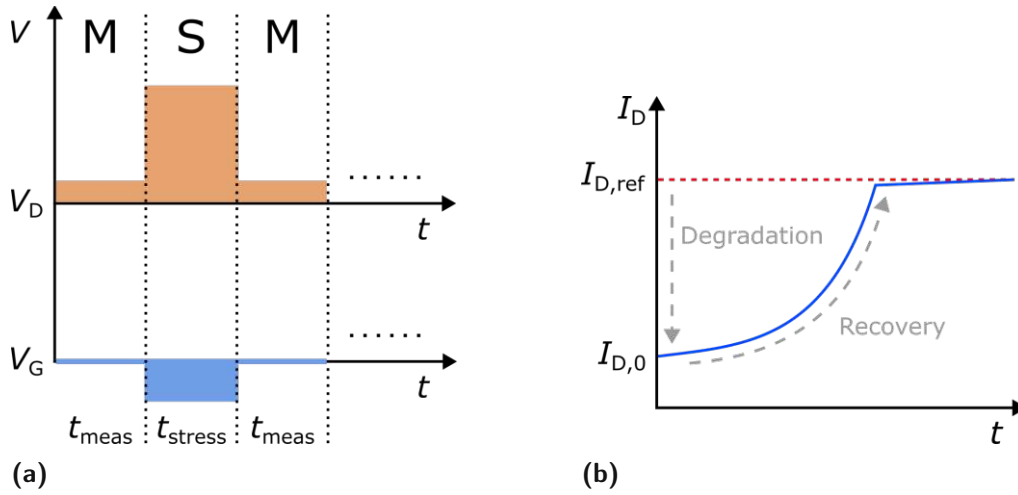 V M S M
V_D
t
......
V_G
......
t
t_meas t_stress t_meas
(a)
I_D
I_D,ref
Degradation
Recovery
I_D,0
t
(b)